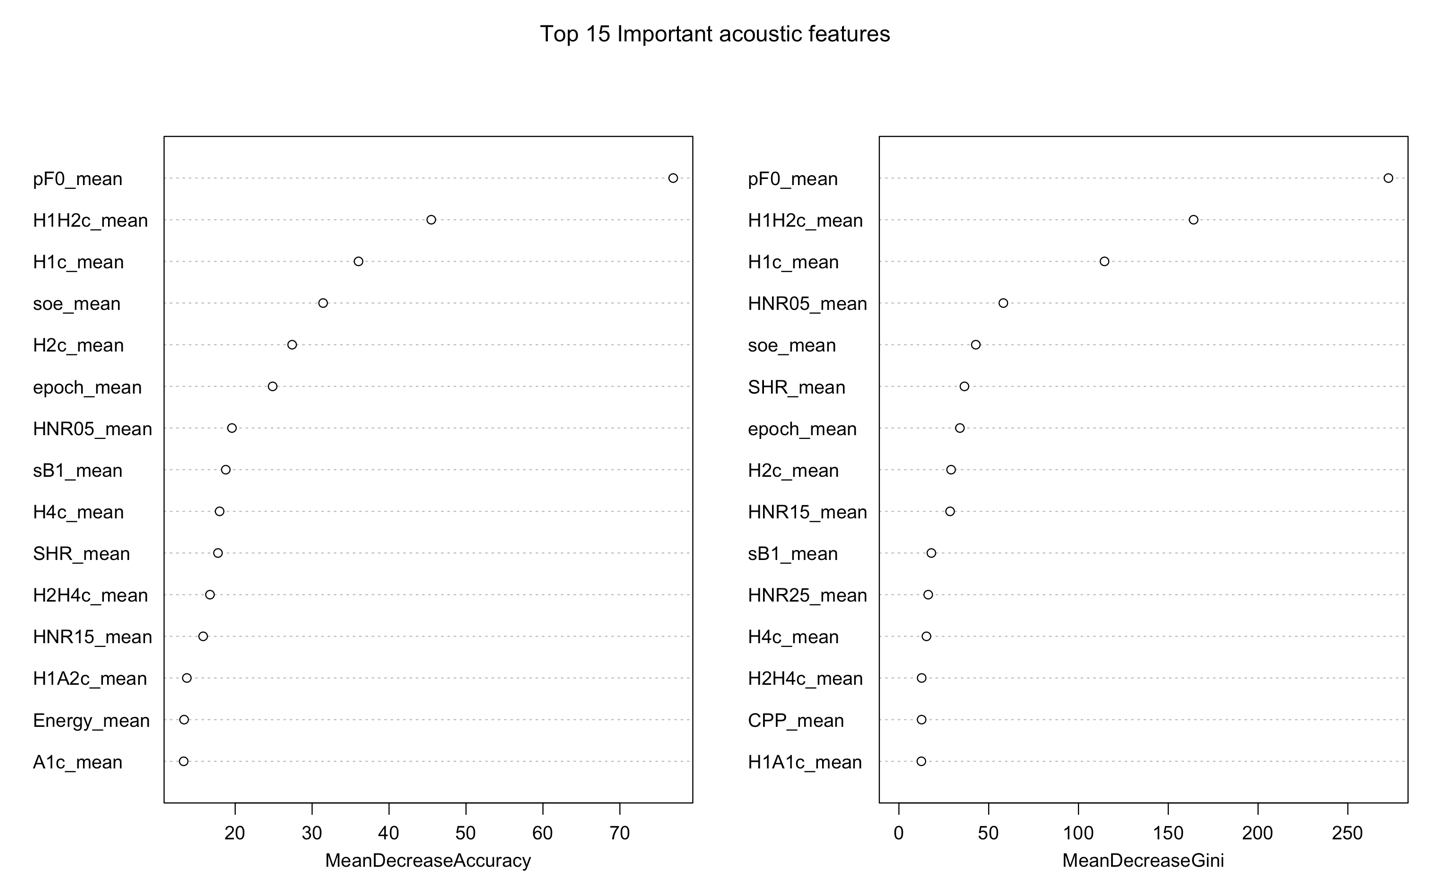 Top 15 Important acoustic features
pF0_mean
H1H2c_mean
H1c_mean
soe_mean
H2c_mean
epoch_mean
HNR05_mean
sB1_mean
H4c_mean
SHR_mean
H2H4c_mean
HNR15_mean
H1A2c_mean
Energy_mean
A1c_mean
20 30 40 50 60 70
MeanDecreaseAccuracy
pF0_mean
H1H2c_mean
H1c_mean
HNR05_mean
soe_mean
SHR_mean
epoch_mean
H2c_mean
HNR15_mean
sB1_mean
HNR25_mean
H4c_mean
H2H4c_mean
CPP_mean
H1A1c_mean
0 50 100 150 200 250
MeanDecreaseGini